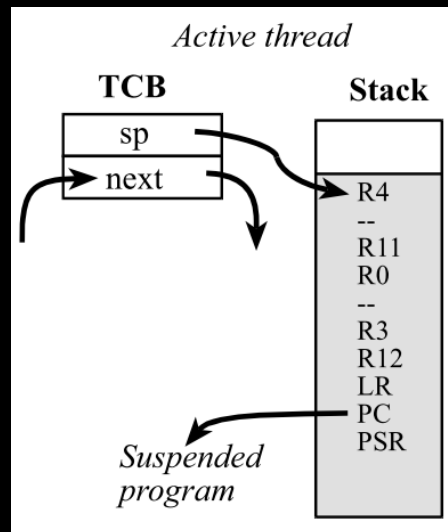 Active thread
TCB
Stack
sp
next
R4
--
R11
R0
--
R3
R12
LR
PC
PSR
Suspended
program